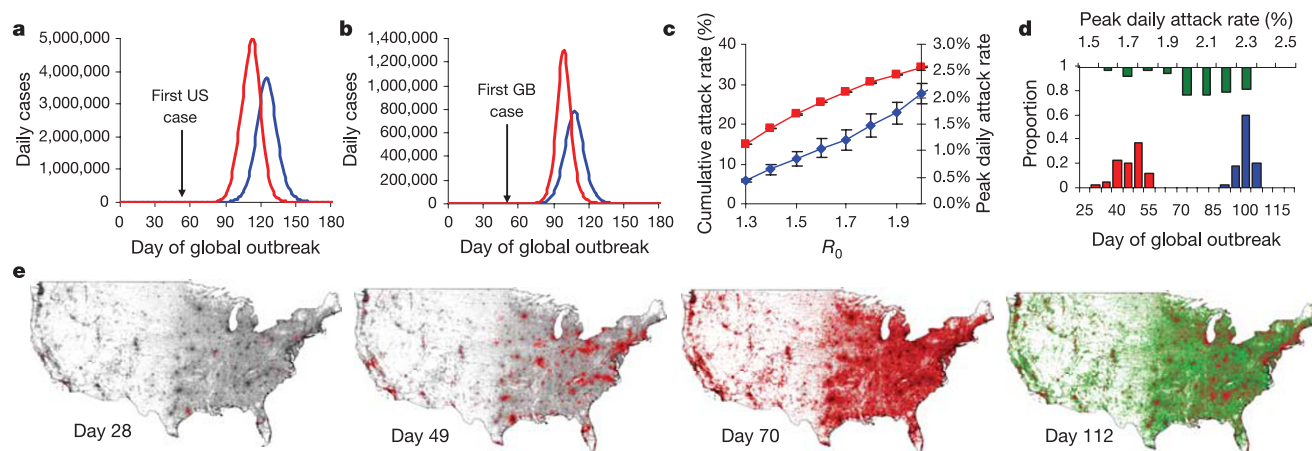 a
5,000,000
4,000,000
3,000,000
2,000,000
1,000,000
0
Daily cases
First US
case
0 30 60 90 120 150 180
Day of global outbreak
b
1,400,000
1,200,000
1,000,000
800,000
600,000
400,000
200,000
0
Daily cases
First GB
case
0 30 60 90 120 150 180
Day of global outbreak
c
Cumulative attack rate (%)
40
30
20
10
0
3.0%
2.5%
2.0%
1.5%
1.0%
0.5%
0.0%
Peak daily attack rate
1.3 1.5 1.7 1.9
R0
d
Peak daily attack rate (%)
1.5 1.7 1.9 2.1 2.3 2.5
Proportion
1
0.8
0.6
0.4
0.2
0
25 40 55 70 85 100 115
Day of global outbreak
e
Day 28
Day 49
Day 70
Day 112